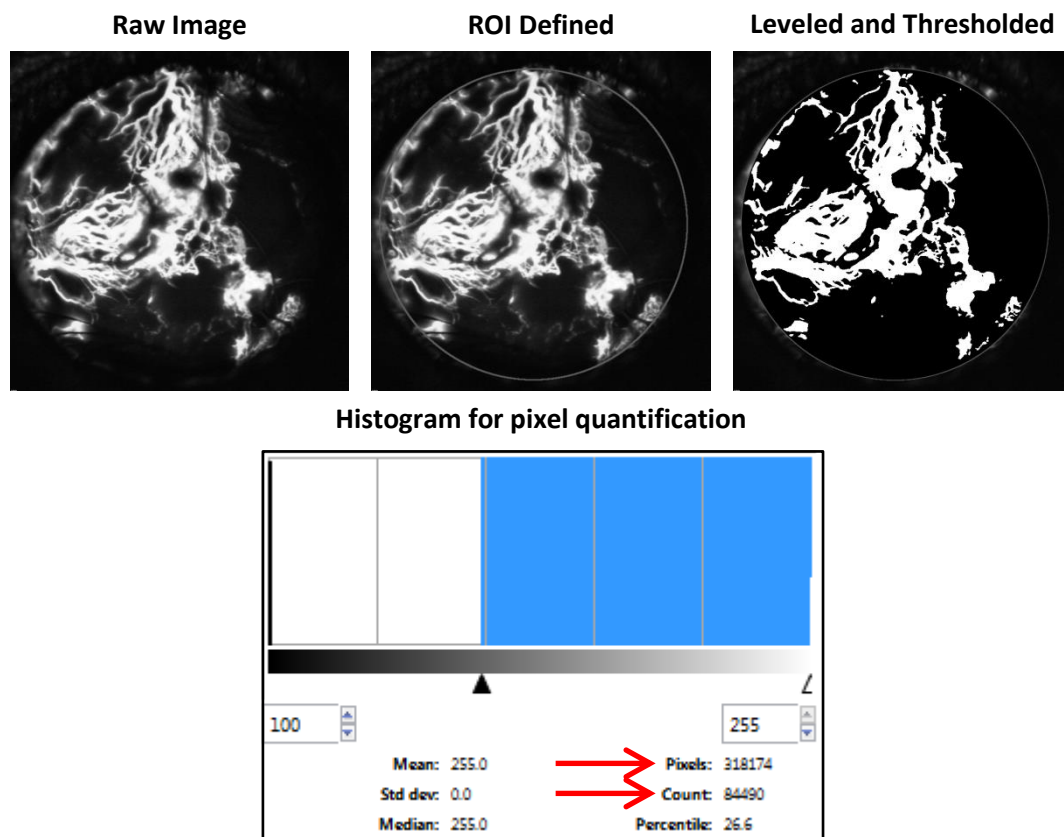 Raw Image
ROI Defined
Leveled and Thresholded
Histogram for pixel quantification
100
255
Mean: 255.0
Pixels: 318174
Std dev: 0.0
Count: 84490
Median: 255.0
Percentile: 26.6